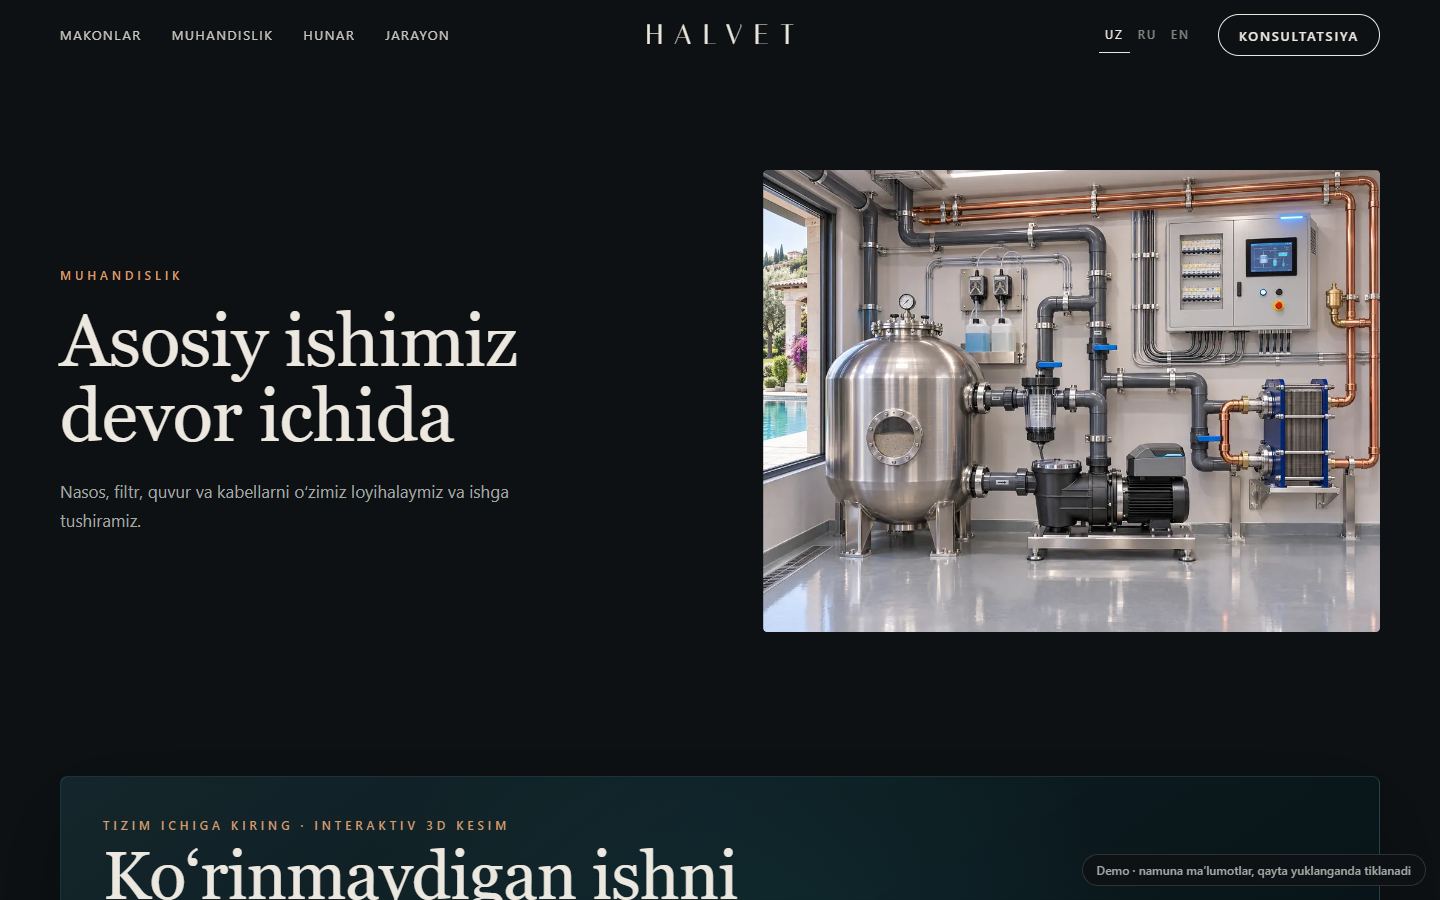 MAKONLAR MUHANDISLIK HUNAR JARAYON HALVET UZ RU EN KONSULTATSIYA
MUHANDISLIK
Asosiy ishimiz
devor ichida
Nasos, filtr, quvur va kabellarni o‘zimiz loyihalaymiz va ishga
tushiramiz.
TIZIM ICHIGA KIRING · INTERAKTIV 3D KESIM
Ko‘rinmaydigan ishni
Demo · namuna ma’lumotlar, qayta yuklanganda tiklanadi